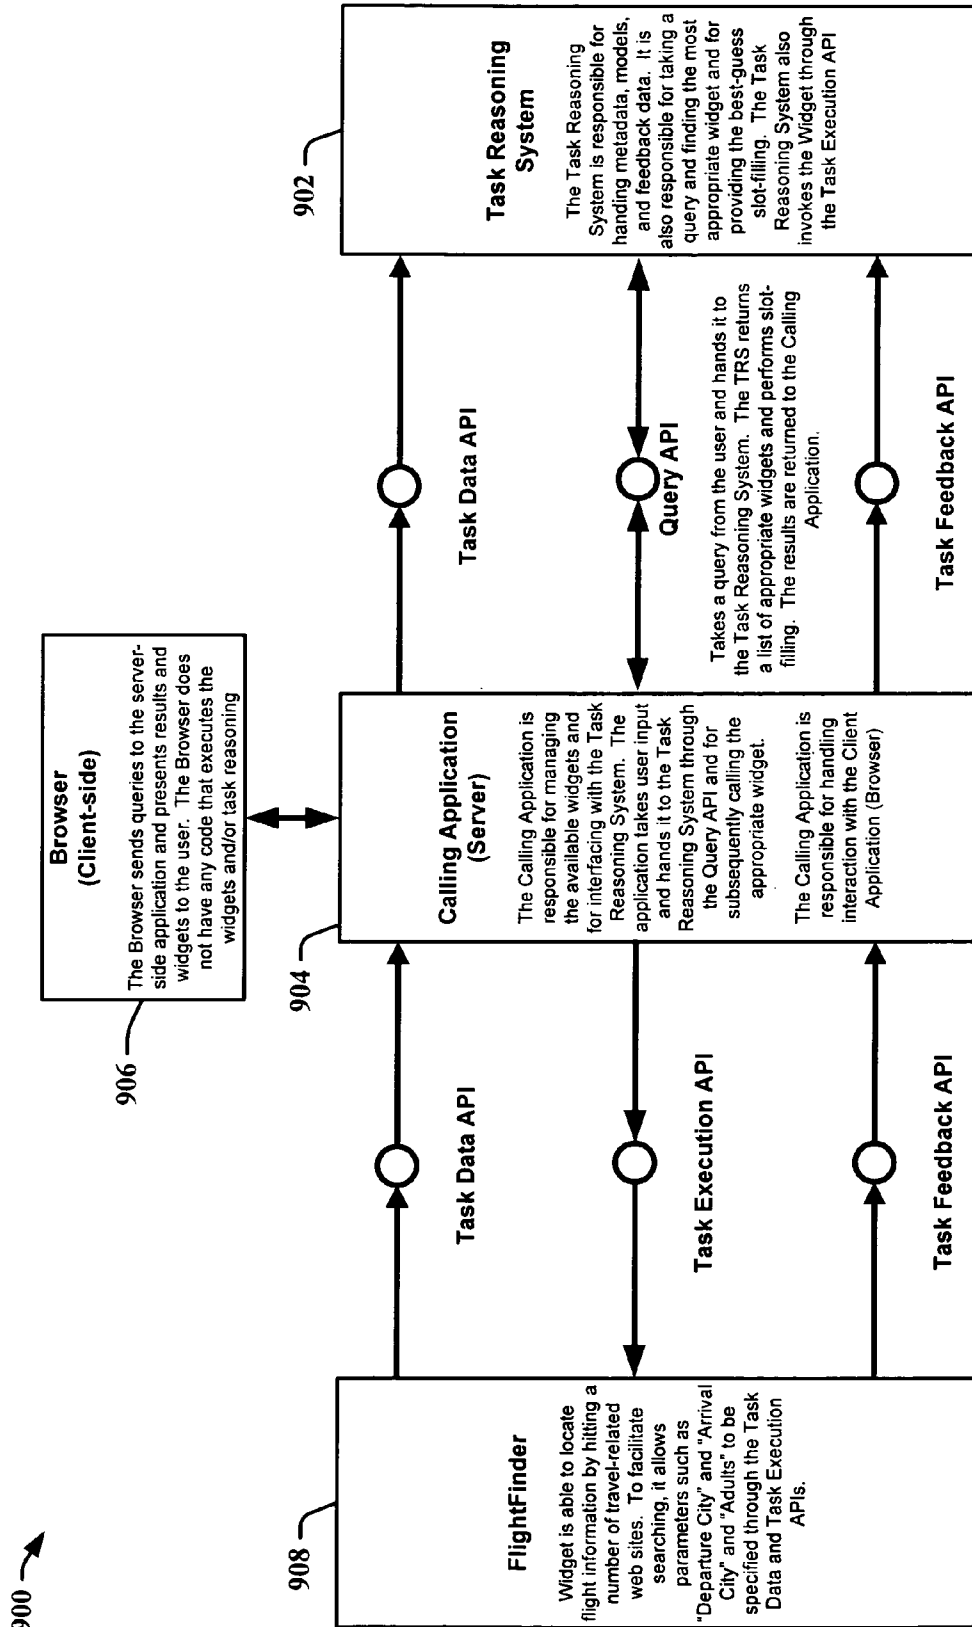 900
906
Browser
(Client-side)
The Browser sends queries to the server-
side application and presents results and
widgets to the user. The Browser does
not have any code that executes the
widgets and/or task reasoning
908
FlightFinder
Widget is able to locate
flight information by hitting a
number of travel-related
web sites. To facilitate
searching, it allows
parameters such as
"Departure City" and "Arrival
City" and "Adults" to be
specified through the Task
Data and Task Execution
APIs.
Task Data API
Task Execution API
Task Feedback API
904
Calling Application
(Server)
The Calling Application is
responsible for managing
the available widgets and
for interfacing with the Task
Reasoning System. The
application takes user input
and hands it to the Task
Reasoning System through
the Query API and for
subsequently calling the
appropriate widget.
The Calling Application is
responsible for handling
interaction with the Client
Application (Browser)
Task Data API
Query API
Takes a query from the user and hands it to
the Task Reasoning System. The TRS returns
a list of appropriate widgets and performs slot-
filling. The results are returned to the Calling
Application.
Task Feedback API
902
Task Reasoning
System
The Task Reasoning
System is responsible for
handing metadata, models,
and feedback data. It is
also responsible for taking a
query and finding the most
appropriate widget and for
providing the best-guess
slot-filling. The Task
Reasoning System also
invokes the Widget through
the Task Execution API